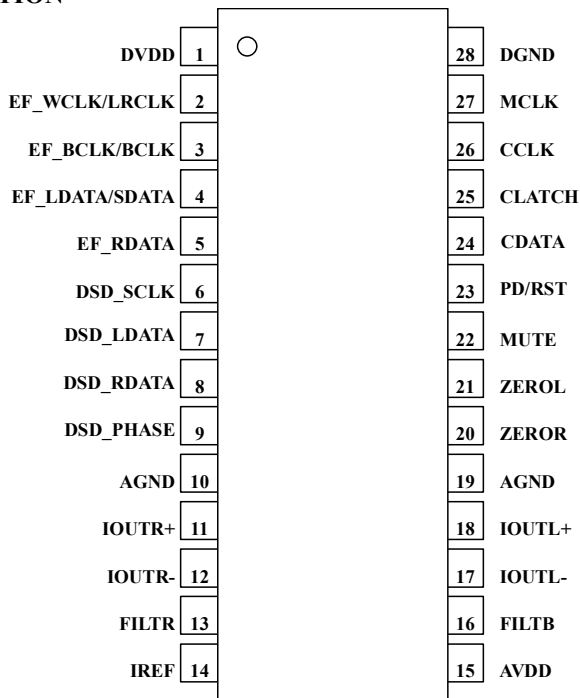 DVDD 1 28 DGND
EF_WCLK/LRCLK 2 27 MCLK
EF_BCLK/BCLK 3 26 CCLK
EF_LDATA/SDATA 4 25 CLATCH
EF_RDATA 5 24 CDATA
DSD_SCLK 6 23 PD/RST
DSD_LDATA 7 22 MUTE
DSD_RDATA 8 21 ZEROL
DSD_PHASE 9 20 ZEROR
AGND 10 19 AGND
IOUTR+ 11 18 IOUTL+
IOUTR- 12 17 IOUTL-
FILTR 13 16 FILTB
IREF 14 15 AVDD